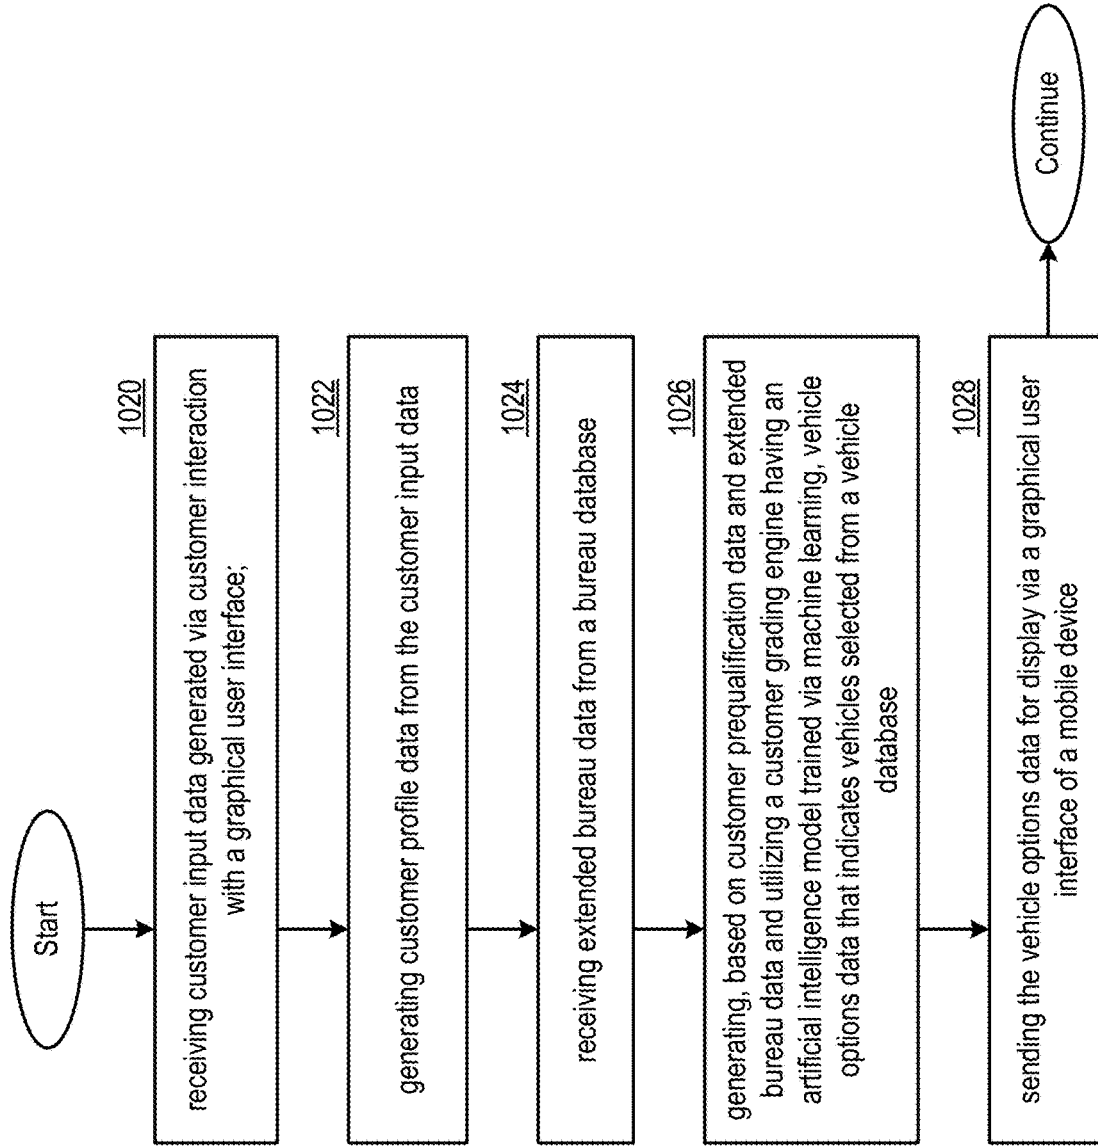 Start
1020
receiving customer input data generated via customer interaction
with a graphical user interface;
1022
generating customer profile data from the customer input data
1024
receiving extended bureau data from a bureau database
1026
generating, based on customer prequalification data and extended
bureau data and utilizing a customer grading engine having an
artificial intelligence model trained via machine learning, vehicle
options data that indicates vehicles selected from a vehicle
database
1028
sending the vehicle options data for display via a graphical user
interface of a mobile device
Continue